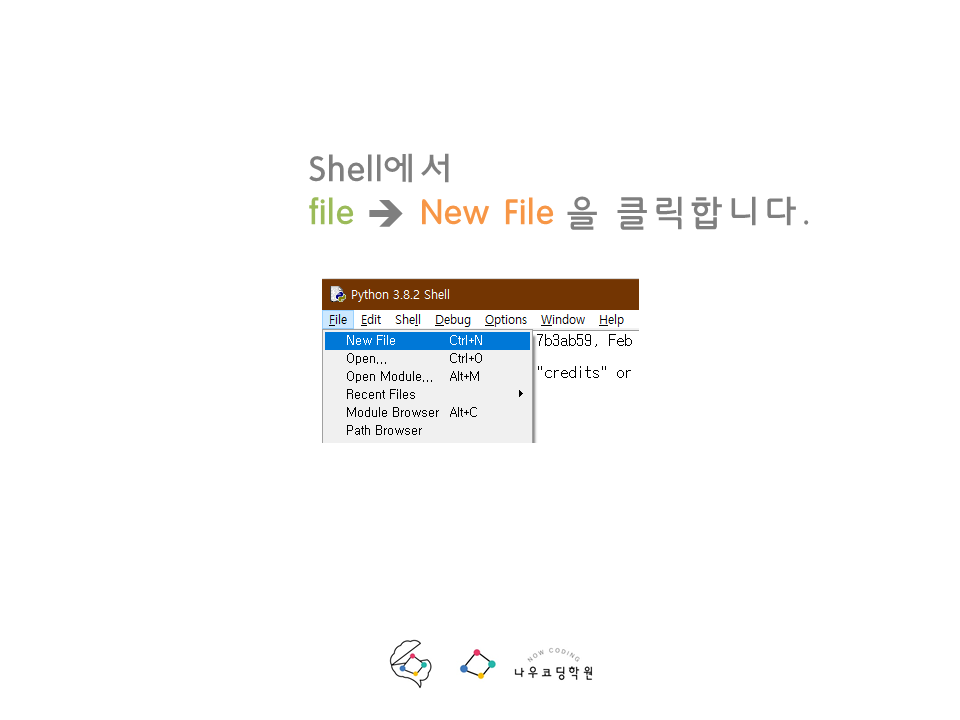 Shell에서
file → New File 을 클릭합니다.
Python 3.8.2 Shell
File Edit Shell Debug Options Window Help
New File Ctrl+N 7b3ab59, Feb
Open... Ctrl+O
Open Module... Alt+M "credits" or
Recent Files
Module Browser Alt+C
Path Browser
NOW CODING
나우코딩학원